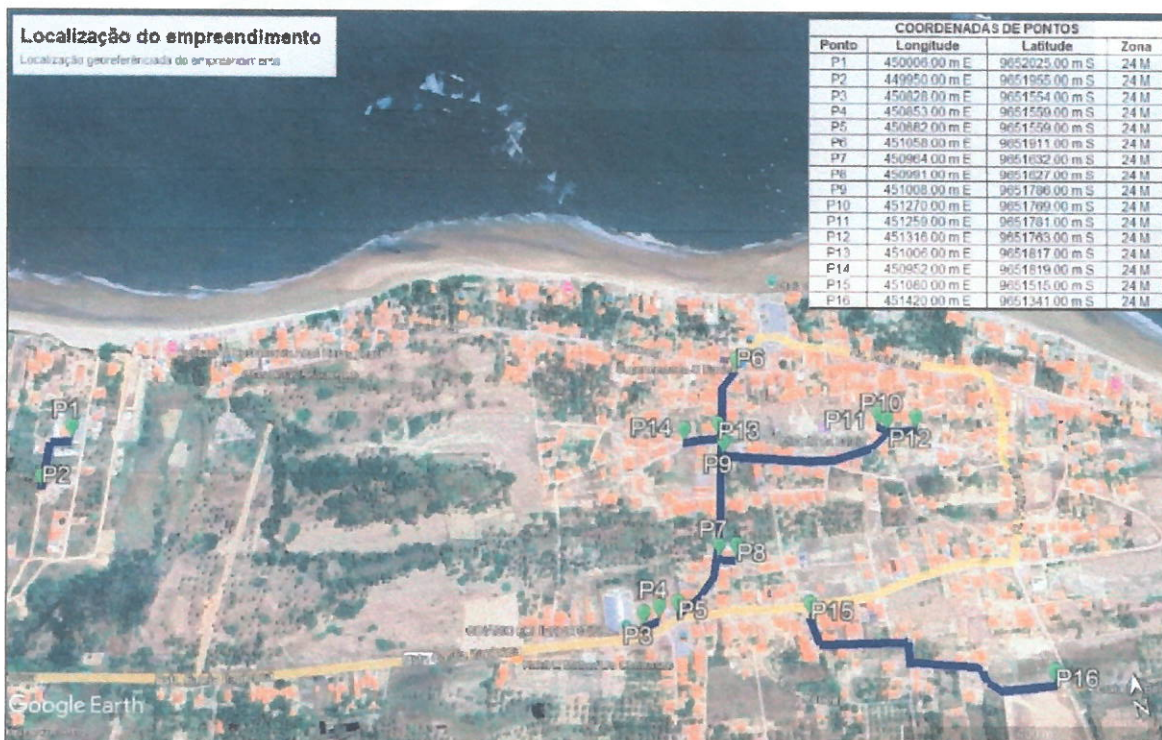 Localização do empreendimento
Localização georeferênciada do empreendimento
COORDENADAS DE PONTOS
Ponto Longitude Latitude Zona
P1 450006.00 m E 9652025.00 m S 24 M
P2 449950.00 m E 9651955.00 m S 24 M
P3 450828.00 m E 9651554.00 m S 24 M
P4 450853.00 m E 9651559.00 m S 24 M
P5 450882.00 m E 9651559.00 m S 24 M
P6 451058.00 m E 9651911.00 m S 24 M
P7 450964.00 m E 9651632.00 m S 24 M
P8 450991.00 m E 9651627.00 m S 24 M
P9 451008.00 m E 9651786.00 m S 24 M
P10 451270.00 m E 9651769.00 m S 24 M
P11 451259.00 m E 9651781.00 m S 24 M
P12 451316.00 m E 9651763.00 m S 24 M
P13 451006.00 m E 9651817.00 m S 24 M
P14 450952.00 m E 9651819.00 m S 24 M
P15 451080.00 m E 9651515.00 m S 24 M
P16 451420.00 m E 9651341.00 m S 24 M
P6
P1
P14
P13
P11
P10
P12
P2
P9
P7
P8
P4
P5
P3
P15
P16
Google Earth
N